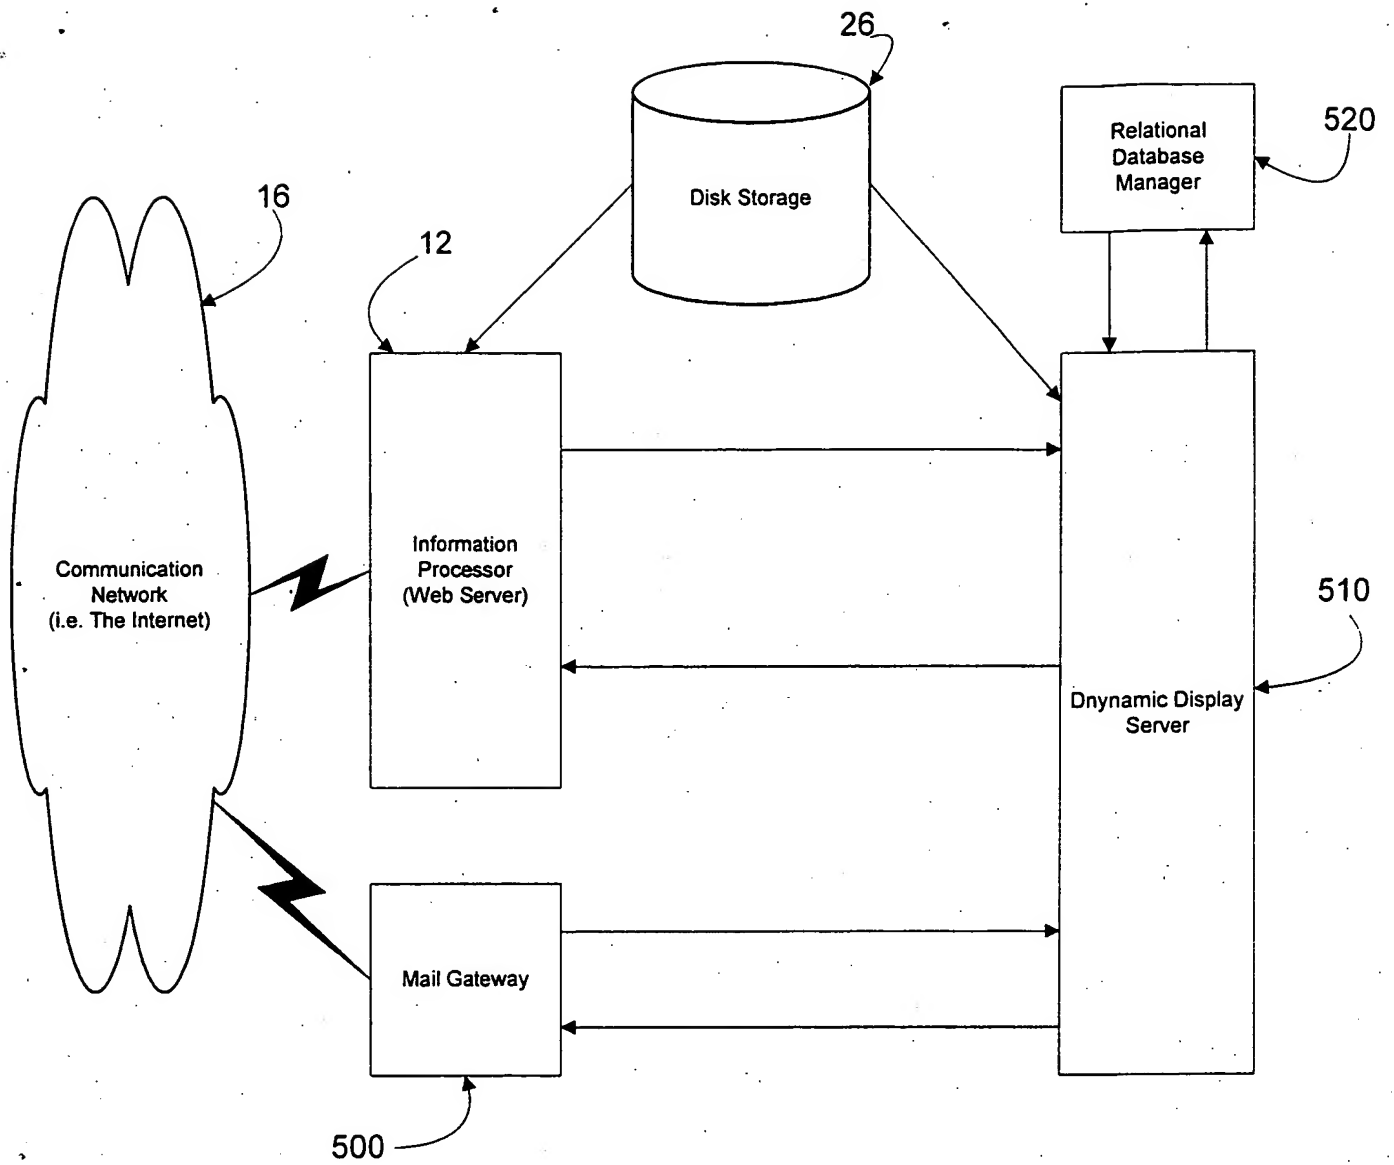 26
Relational
Database
Manager
520
Disk Storage
16
12
Information
Processor
(Web Server)
Communication
Network
(i.e. The Internet)
510
Dnynamic Display
Server
Mail Gateway
500